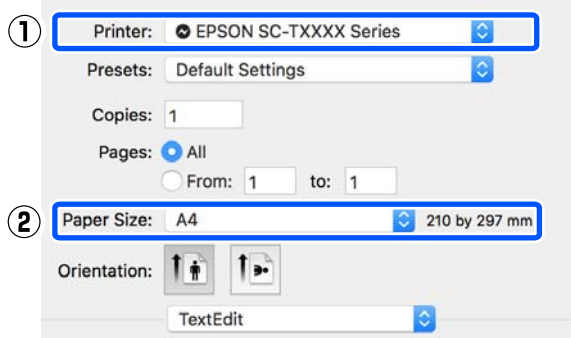 ① Printer: EPSON SC-TXXXX Series
Presets: Default Settings
Copies: 1
Pages: All
From: 1 to: 1
② Paper Size: A4 210 by 297 mm
Orientation:
TextEdit